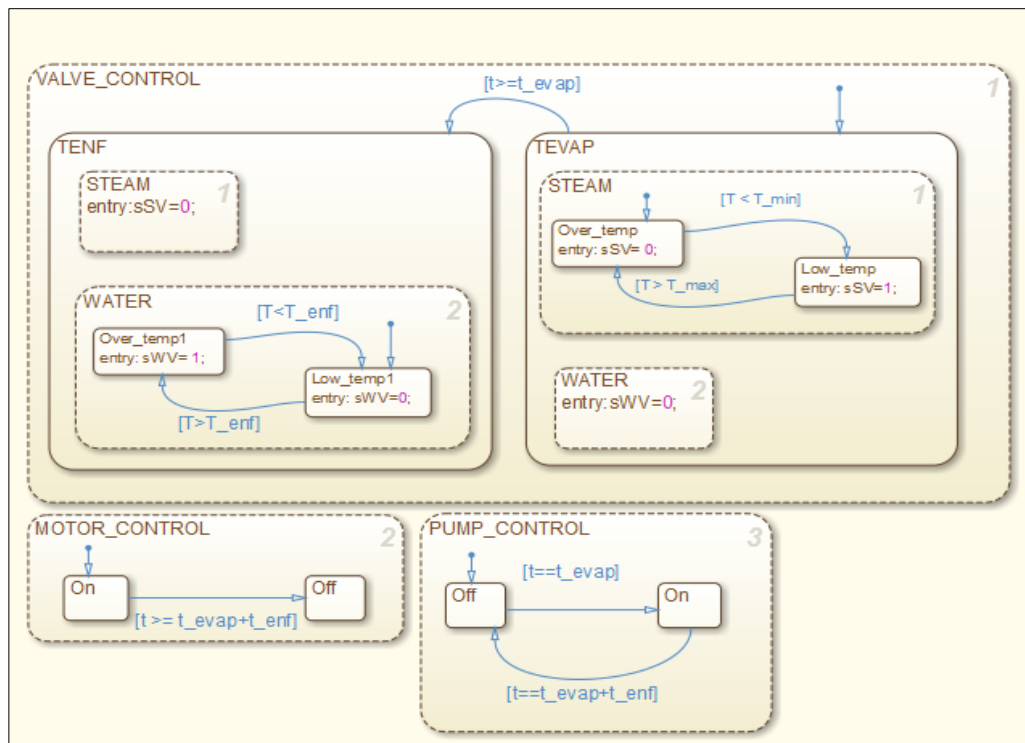 VALVE_CONTROL
1
[t>=t_evap]
TENF
STEAM
1
entry:sSV=0;
WATER
2
[T<T_enf]
Over_temp1
entry: sWV= 1;
Low_temp1
entry: sWV=0;
[T>T_enf]
TEVAP
STEAM
1
[T < T_min]
Over_temp
entry: sSV= 0;
Low_temp
entry: sSV=1;
[T > T_max]
WATER
2
entry:sWV=0;
MOTOR_CONTROL
2
On
Off
[t >= t_evap+t_enf]
PUMP_CONTROL
3
[t==t_evap]
Off
On
[t==t_evap+t_enf]